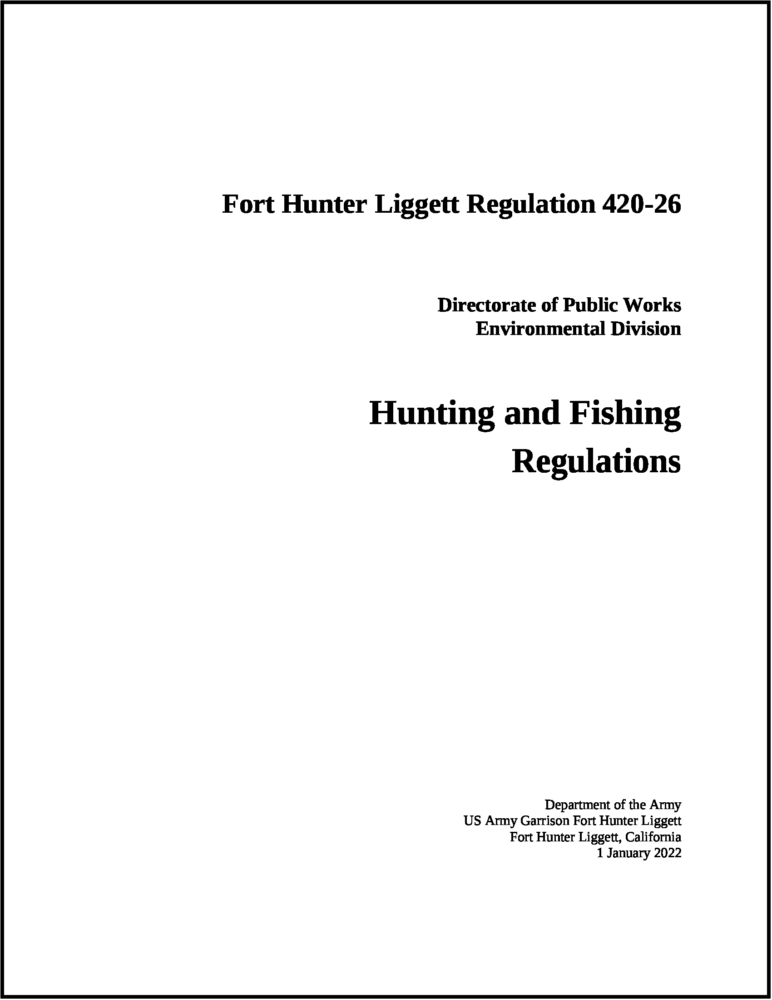 Fort Hunter Liggett Regulation 420-26
Directorate of Public Works
Environmental Division
Hunting and Fishing
Regulations
Department of the Army
US Army Garrison Fort Hunter Liggett
Fort Hunter Liggett, California
1 January 2022